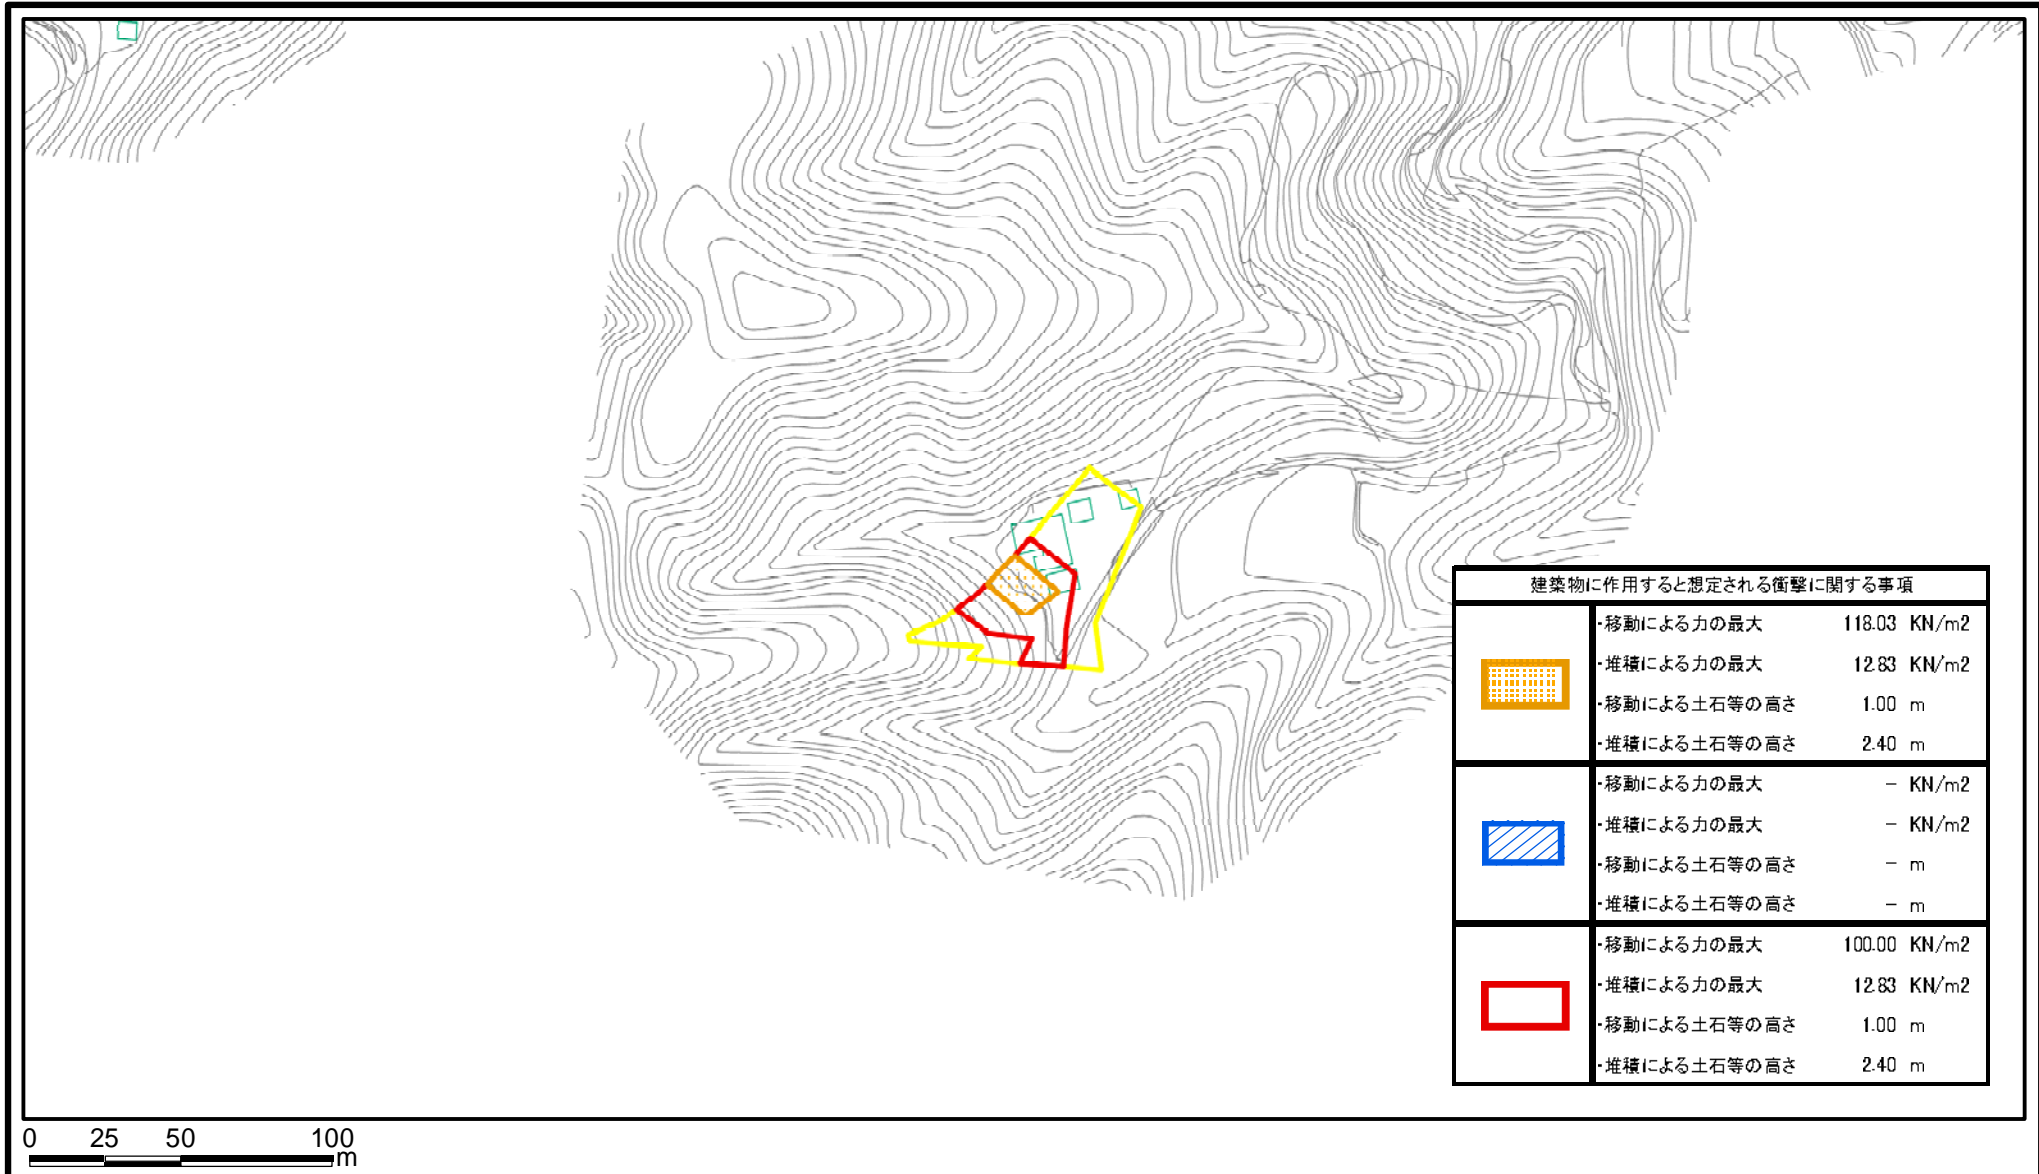 建築物に作用すると想定される衝撃に関する事項
・移動による力の最大 118.03 KN/m2
・堆積による力の最大 12.83 KN/m2
・移動による土石等の高さ 1.00 m
・堆積による土石等の高さ 2.40 m
・移動による力の最大 － KN/m2
・堆積による力の最大 － KN/m2
・移動による土石等の高さ － m
・堆積による土石等の高さ － m
・移動による力の最大 100.00 KN/m2
・堆積による力の最大 12.83 KN/m2
・移動による土石等の高さ 1.00 m
・堆積による土石等の高さ 2.40 m
0 25 50 100
m